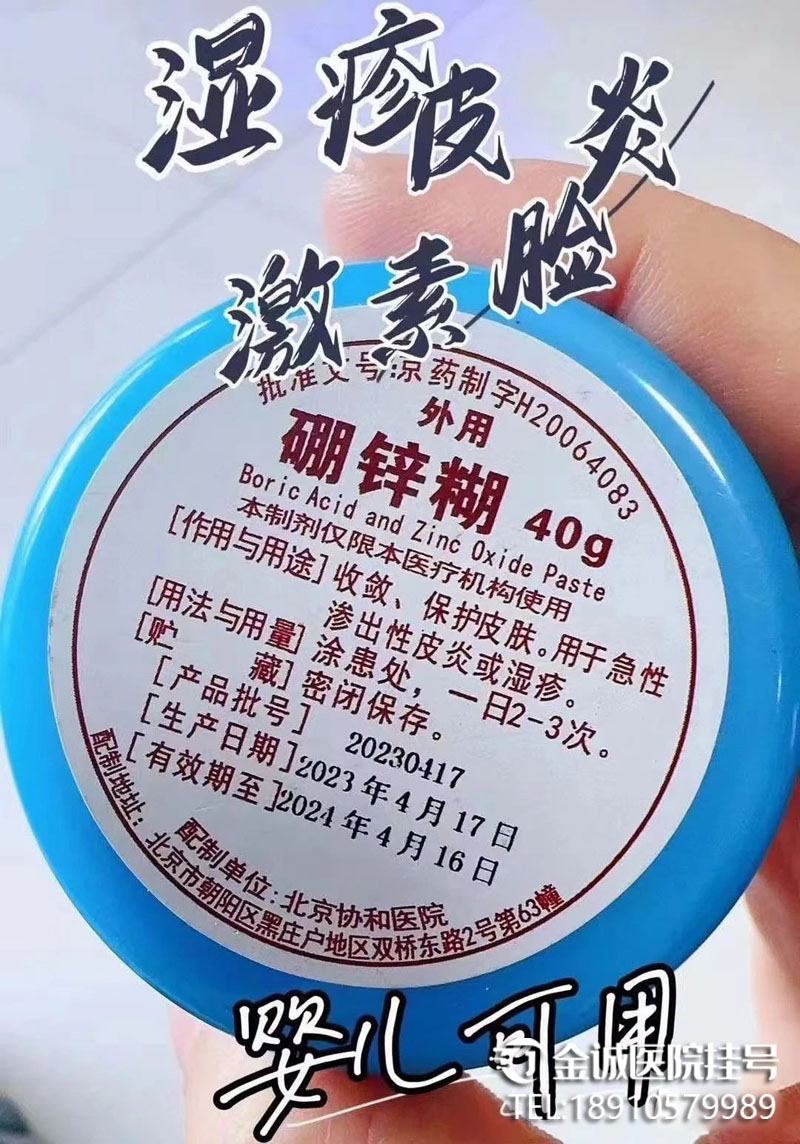 湿疹皮炎
激素脸
批准文号:京药制字H20064083
外用
硼锌糊 40g
Boric Acid and Zinc Oxide Paste
本制剂仅限本医疗机构使用
[作用与用途]收敛、保护皮肤。用于急性
渗出性皮炎或湿疹。
[用法与用量]涂患处，一日2-3次。
[贮 藏]密闭保存。
[产品批号] 20230417
[生产日期]2023年4月17日
[有效期至]2024年4月16日
配制单位:北京协和医院
配制地址:北京市朝阳区黑庄户地区双桥东路2号第63幢
婴儿可用
金诚医院挂号
TEL:18910579989